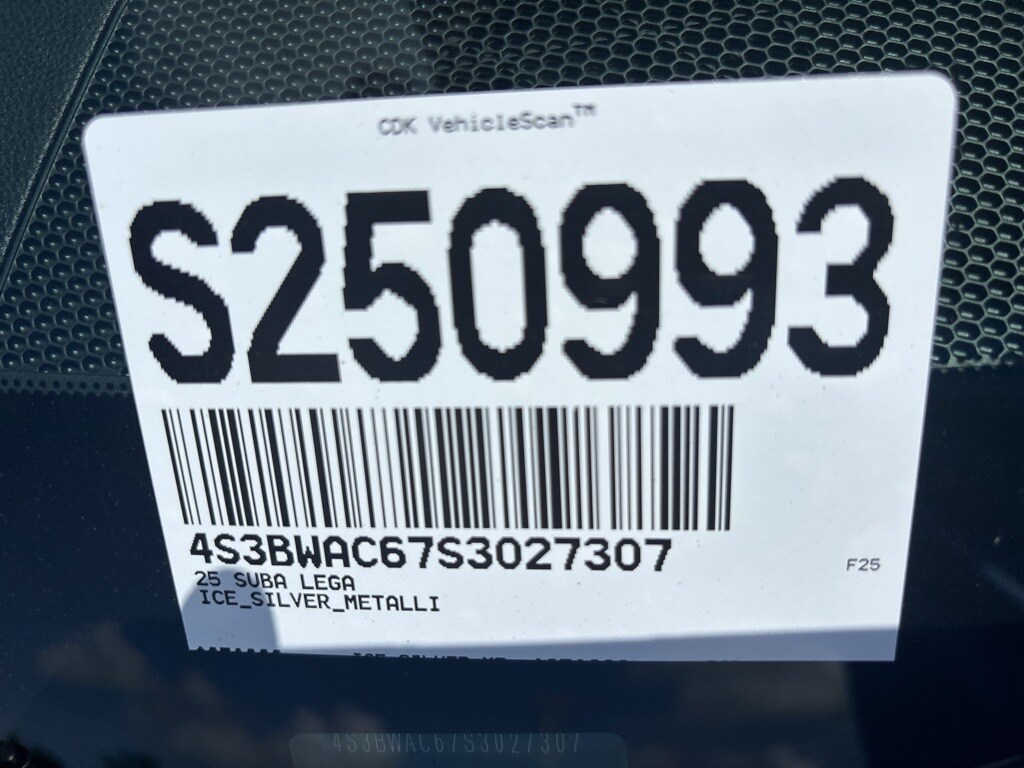 CDK VehicleScan™
S250993
4S3BWAC67S3027307
F25
25 SUBA LEGA
ICE_SILVER_METALLI
4S3BWAC67S3027307